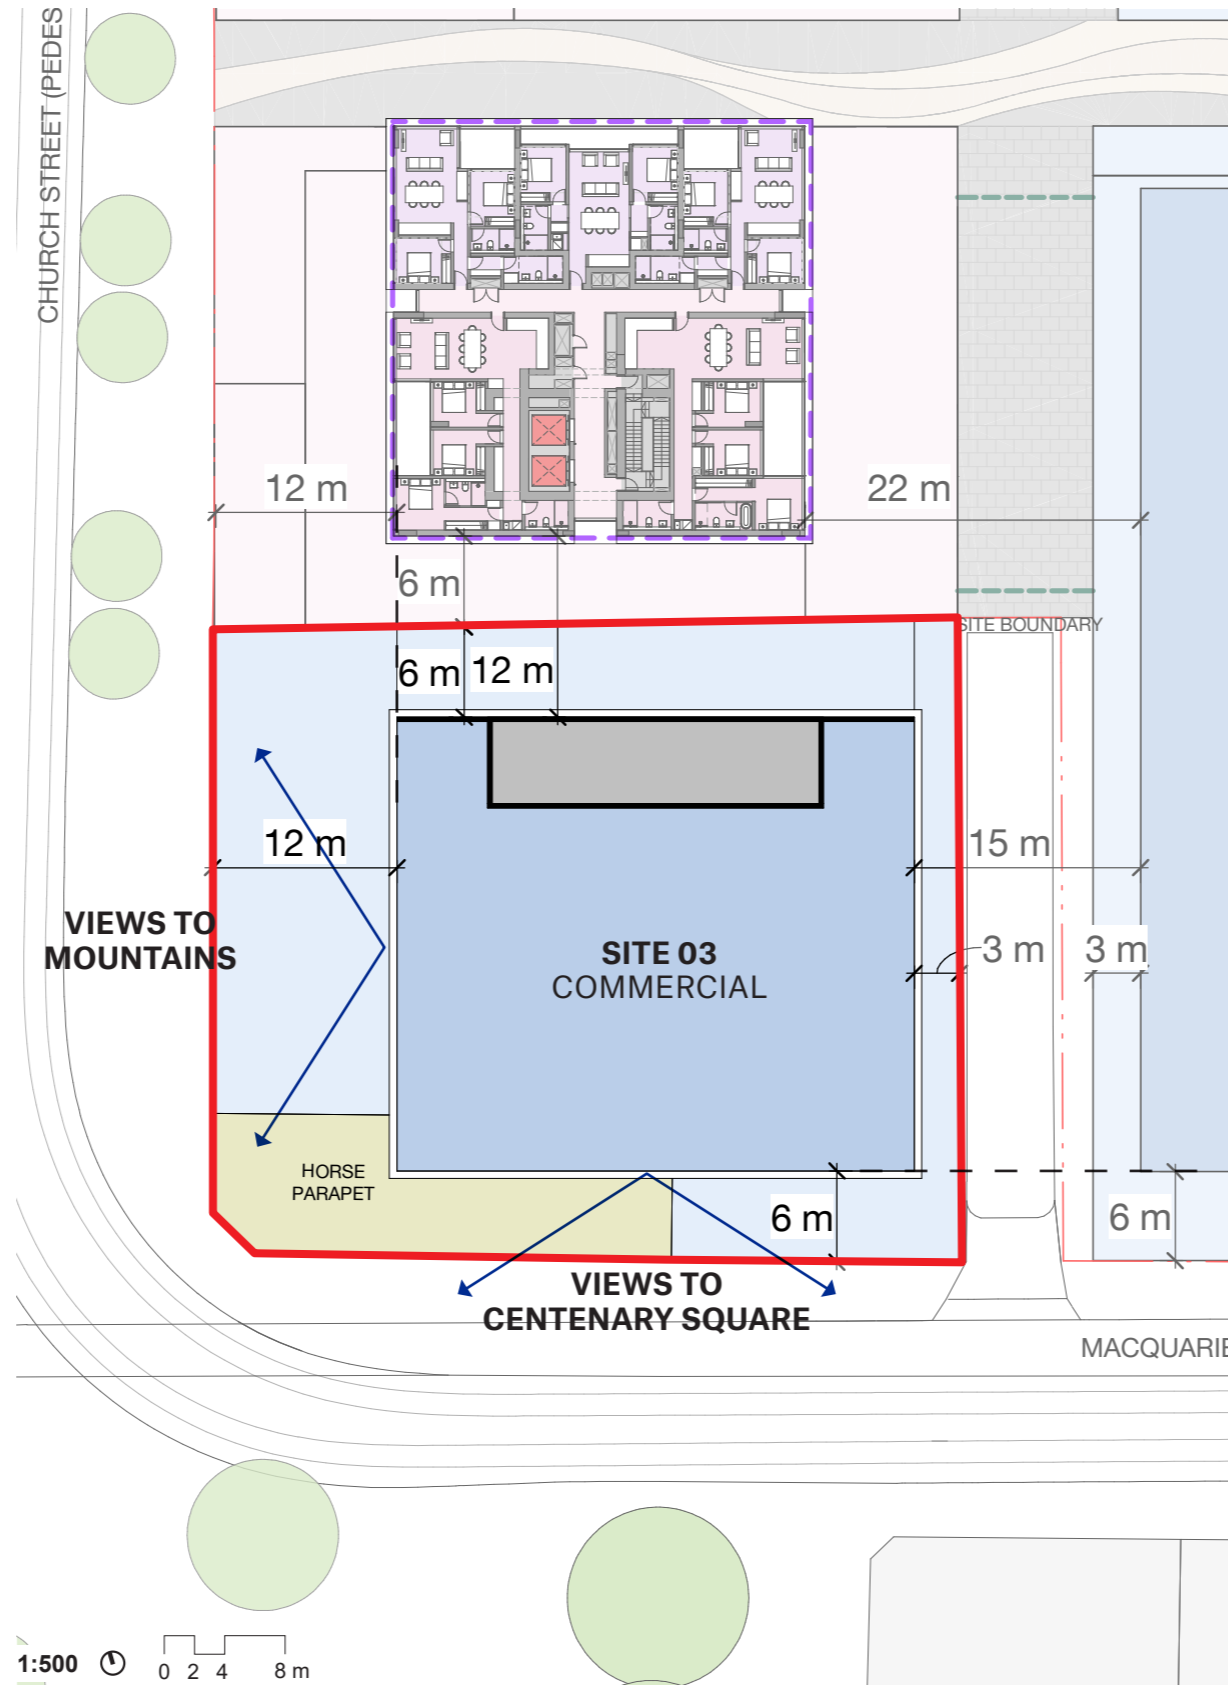 CHURCH STREET (PEDES
12 m
22 m
6 m
SITE BOUNDARY
6 m
12 m
12 m
15 m
VIEWS TO
MOUNTAINS
SITE 03
COMMERCIAL
3 m
3 m
HORSE
PARAPET
6 m
6 m
VIEWS TO
CENTENARY SQUARE
MACQUARIE
1:500
0 2 4 8 m